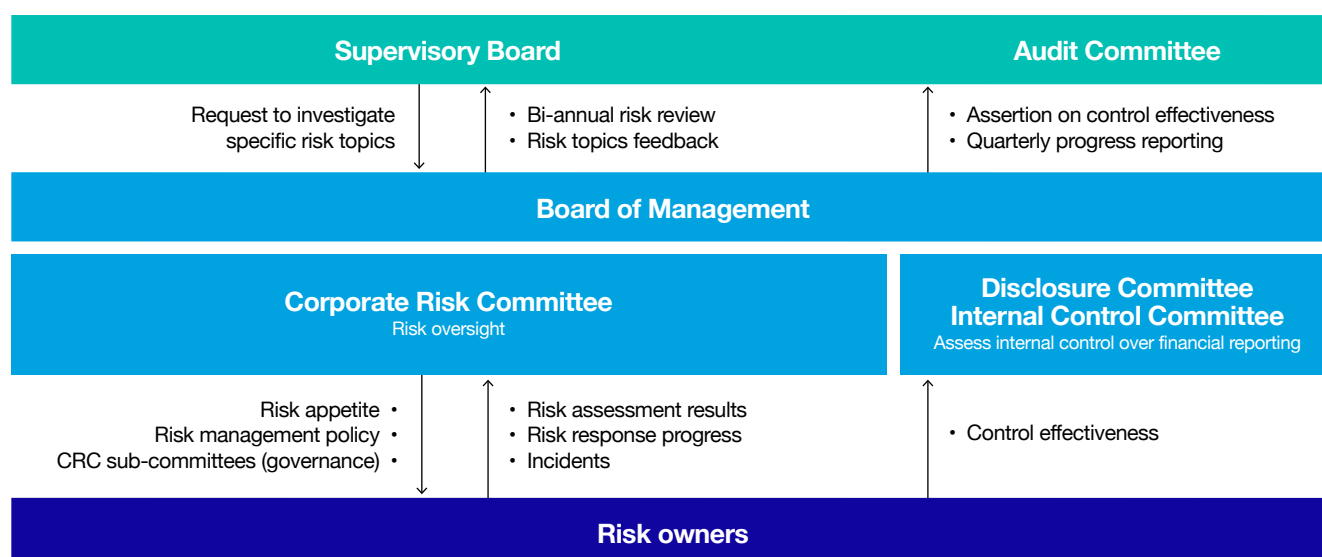 Supervisory Board
Audit Committee
Request to investigate
specific risk topics
• Bi-annual risk review
• Risk topics feedback
• Assertion on control effectiveness
• Quarterly progress reporting
Board of Management
Corporate Risk Committee
Risk oversight
Disclosure Committee
Internal Control Committee
Assess internal control over financial reporting
Risk appetite •
Risk management policy •
CRC sub-committees (governance) •
• Risk assessment results
• Risk response progress
• Incidents
• Control effectiveness
Risk owners